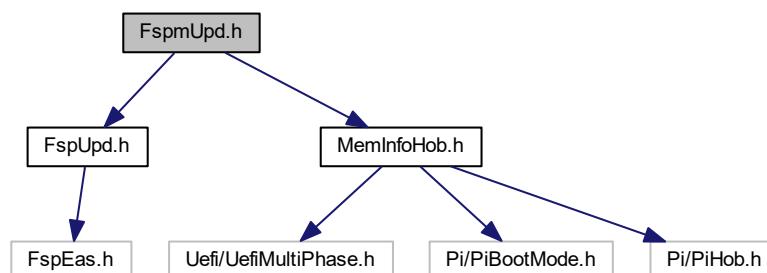 FspmUpd.h
FspUpd.h
MemInfoHob.h
FspEas.h
Uefi/UefiMultiPhase.h
Pi/PiBootMode.h
Pi/PiHob.h